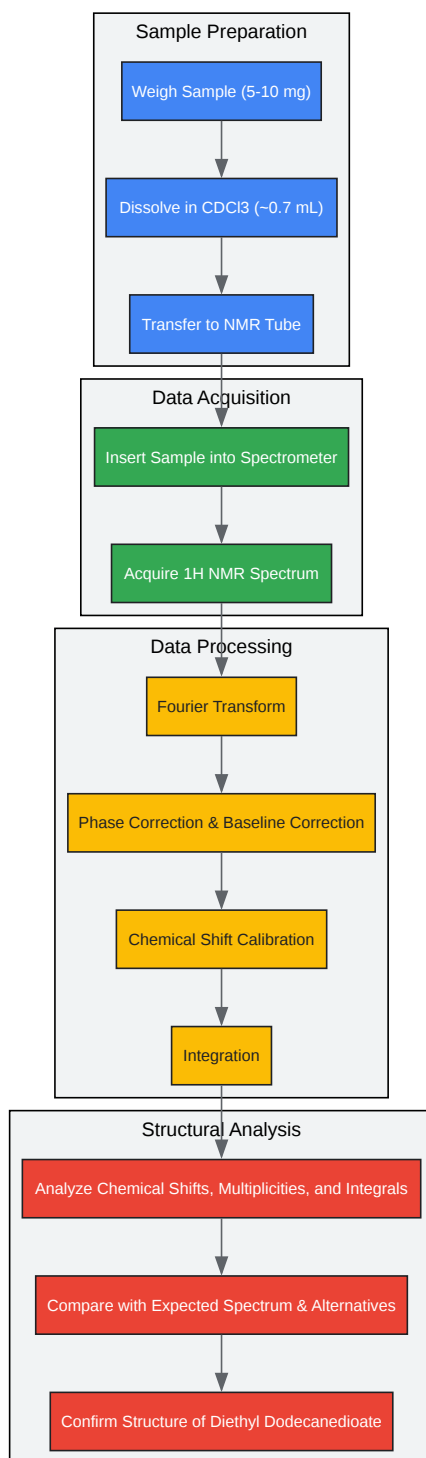 Sample Preparation
Weigh Sample (5-10 mg)
Dissolve in CDCl3 (~0.7 mL)
Transfer to NMR Tube
Data Acquisition
Insert Sample into Spectrometer
Acquire 1H NMR Spectrum
Data Processing
Fourier Transform
Phase Correction & Baseline Correction
Chemical Shift Calibration
Integration
Structural Analysis
Analyze Chemical Shifts, Multiplicities, and Integrals
Compare with Expected Spectrum & Alternatives
Confirm Structure of Diethyl Dodecanedioate